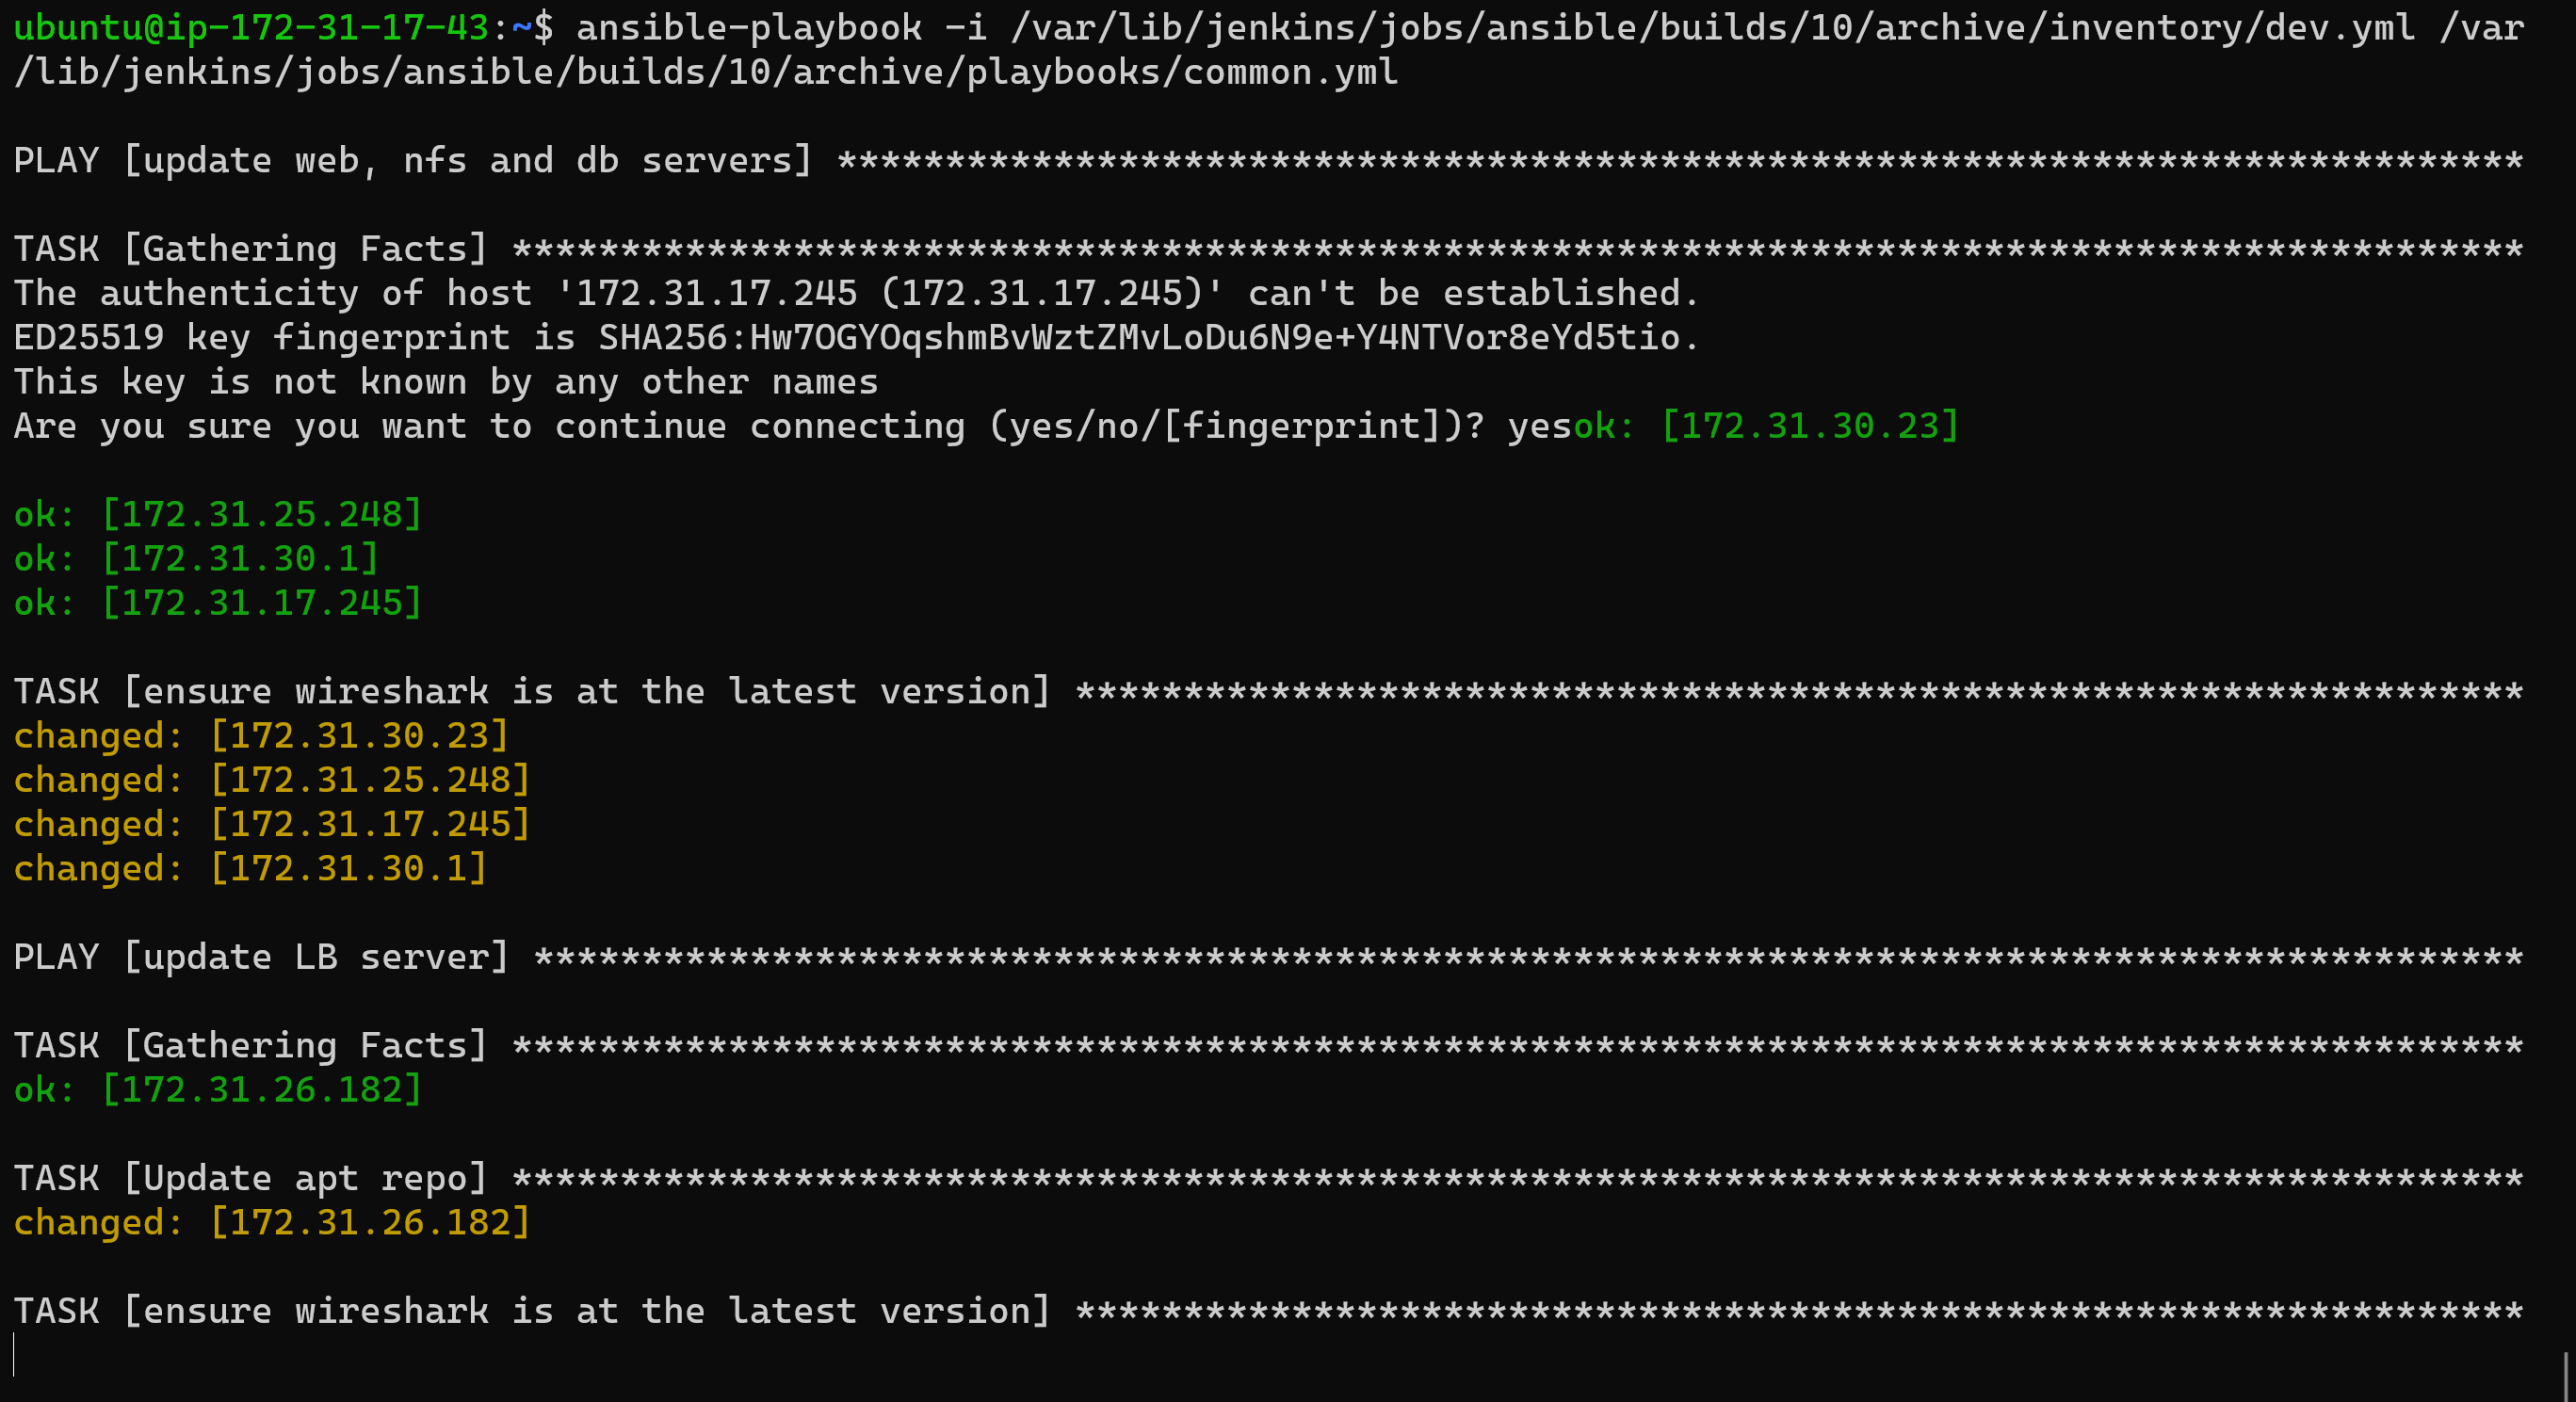 ubuntu@ip-172-31-17-43:~$ ansible-playbook -i /var/lib/jenkins/jobs/ansible/builds/10/archive/inventory/dev.yml /var
/lib/jenkins/jobs/ansible/builds/10/archive/playbooks/common.yml
PLAY [update web, nfs and db servers] ******************************************************************************
TASK [Gathering Facts] *********************************************************************************************
The authenticity of host '172.31.17.245 (172.31.17.245)' can't be established.
ED25519 key fingerprint is SHA256:Hw7OGYOqshmBvWztZMvLoDu6N9e+Y4NTVor8eYd5tio.
This key is not known by any other names
Are you sure you want to continue connecting (yes/no/[fingerprint])? yesok: [172.31.30.23]
ok: [172.31.25.248]
ok: [172.31.30.1]
ok: [172.31.17.245]
TASK [ensure wireshark is at the latest version] *******************************************************************
changed: [172.31.30.23]
changed: [172.31.25.248]
changed: [172.31.17.245]
changed: [172.31.30.1]
PLAY [update LB server] ********************************************************************************************
TASK [Gathering Facts] *********************************************************************************************
ok: [172.31.26.182]
TASK [Update apt repo] *********************************************************************************************
changed: [172.31.26.182]
TASK [ensure wireshark is at the latest version] *******************************************************************